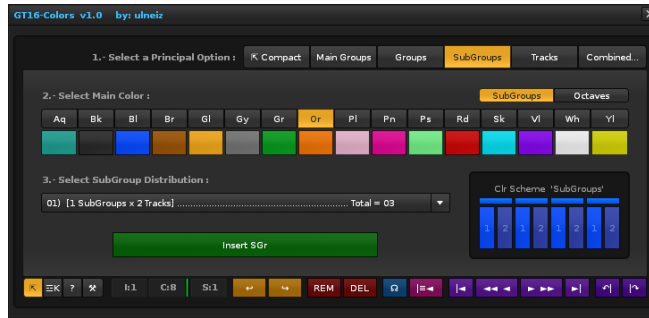 GT16-Colors v1.0 by: ulneiz
1.- Select a Principal Option : Compact Main Groups Groups SubGroups Tracks Combined...
2.- Select Main Color : SubGroups Octaves
Aq Bk Bl Br Gl Gy Gr Or Pl Pn Ps Rd Sk Vl Wh Yl
3.- Select SubGroup Distribution :
Clr Scheme 'SubGroups'
01) [1 SubGroups x 2 Tracks] ........................................................ Total = 03
1 2 1 2 1 2
Insert SGr
K ? I:1 C:8 S:1 REM DEL Ω